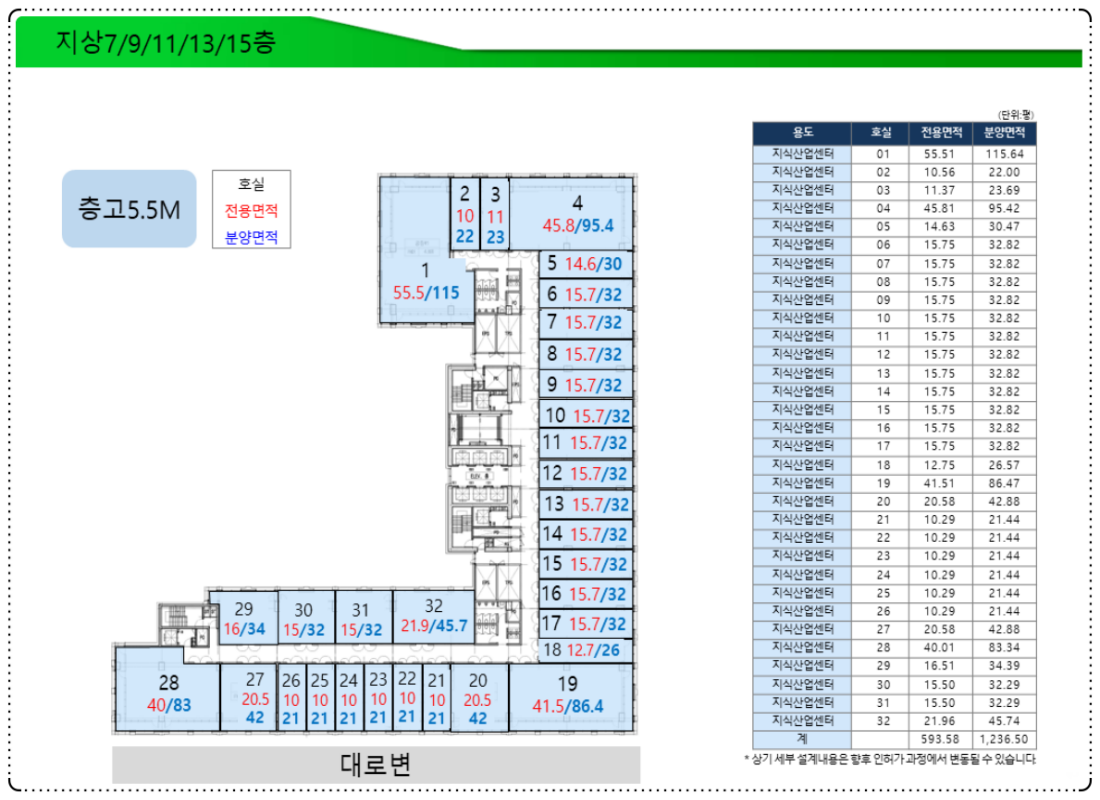 지상7/9/11/13/15층
(단위:평)
층고5.5M
호실
전용면적
분양면적
2
10
22
3
11
23
4
45.8/95.4
1
55.5/115
5 14.6/30
6 15.7/32
7 15.7/32
8 15.7/32
9 15.7/32
10 15.7/32
11 15.7/32
12 15.7/32
13 15.7/32
14 15.7/32
15 15.7/32
16 15.7/32
17 15.7/32
18 12.7/26
29
16/34
30
15/32
31
15/32
32
21.9/45.7
28
40/83
27
20.5
42
26
10
21
25
10
21
24
10
21
23
10
21
22
10
21
21
10
21
20
20.5
42
19
41.5/86.4
대로변
용도 호실 전용면적 분양면적
지식산업센터 01 55.51 115.64
지식산업센터 02 10.56 22.00
지식산업센터 03 11.37 23.69
지식산업센터 04 45.81 95.42
지식산업센터 05 14.63 30.47
지식산업센터 06 15.75 32.82
지식산업센터 07 15.75 32.82
지식산업센터 08 15.75 32.82
지식산업센터 09 15.75 32.82
지식산업센터 10 15.75 32.82
지식산업센터 11 15.75 32.82
지식산업센터 12 15.75 32.82
지식산업센터 13 15.75 32.82
지식산업센터 14 15.75 32.82
지식산업센터 15 15.75 32.82
지식산업센터 16 15.75 32.82
지식산업센터 17 15.75 32.82
지식산업센터 18 12.75 26.57
지식산업센터 19 41.51 86.47
지식산업센터 20 20.58 42.88
지식산업센터 21 10.29 21.44
지식산업센터 22 10.29 21.44
지식산업센터 23 10.29 21.44
지식산업센터 24 10.29 21.44
지식산업센터 25 10.29 21.44
지식산업센터 26 10.29 21.44
지식산업센터 27 20.58 42.88
지식산업센터 28 40.01 83.34
지식산업센터 29 16.51 34.39
지식산업센터 30 15.50 32.29
지식산업센터 31 15.50 32.29
지식산업센터 32 21.96 45.74
계 593.58 1,236.50
* 상기 세부 설계내용은 향후 인허가 과정에서 변동될 수 있습니다